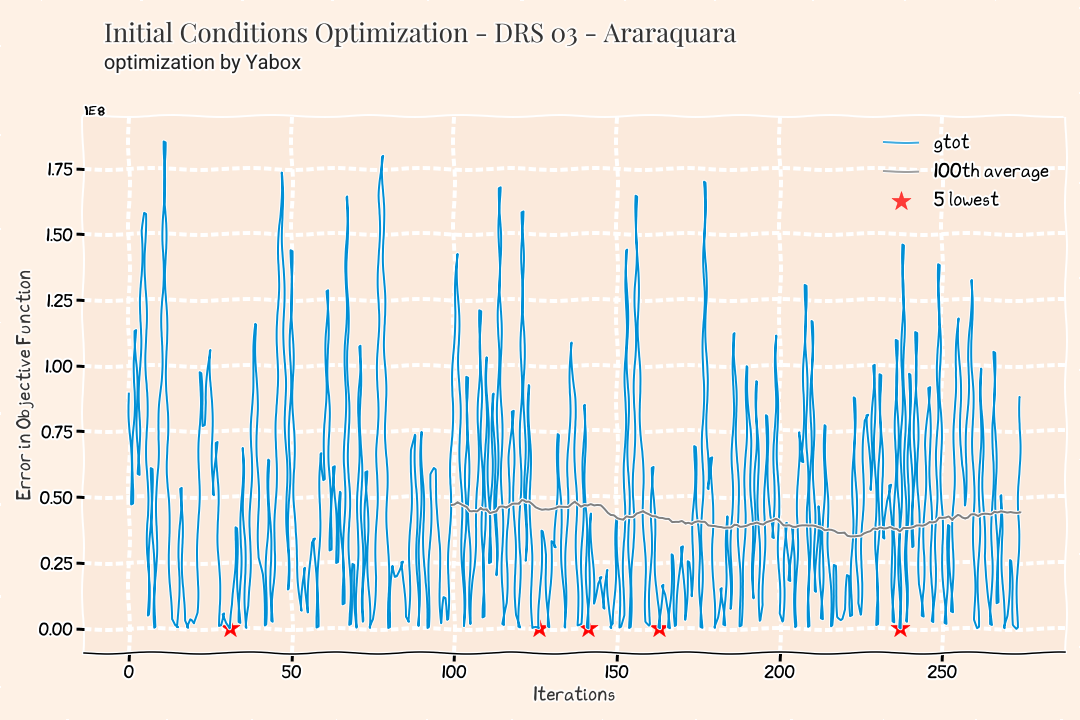 Initial Conditions Optimization - DRS 03 - Araraquara
optimization by Yabox
1E8
gtot
100th average
5 lowest
1.75
1.50
1.25
1.00
0.75
0.50
0.25
0.00
Error in Objective Function
0 50 100 150 200 250
Iterations